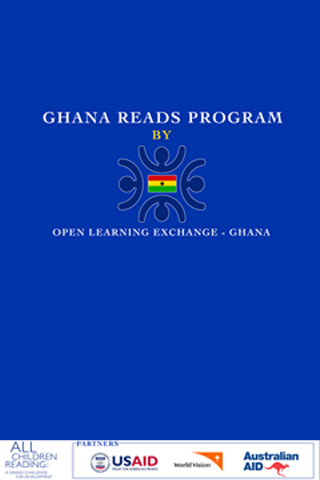 GHANA READS PROGRAM
BY
OPEN LEARNING EXCHANGE - GHANA
ALL
CHILDREN
READING:
A GRAND CHALLENGE
FOR DEVELOPMENT
PARTNERS
USAID
FROM THE AMERICAN PEOPLE
World Vision
Australian
AID